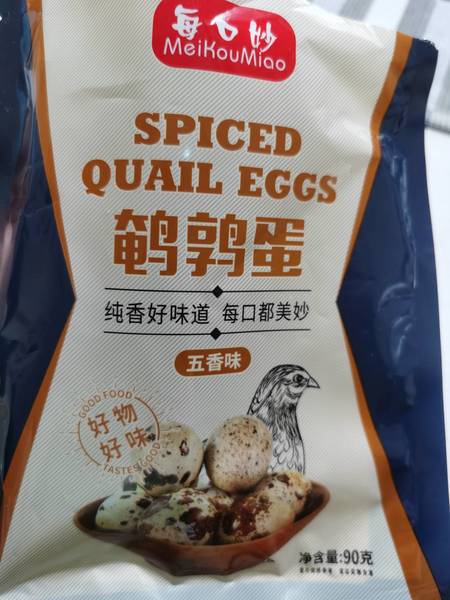 每口妙
MeiKouMiao
SPICED
QUAIL EGGS
鹌鹑蛋
纯香好味道 每口都美妙
五香味
GOOD FOOD
好物
好味
TASTES GOOD
净含量:90克